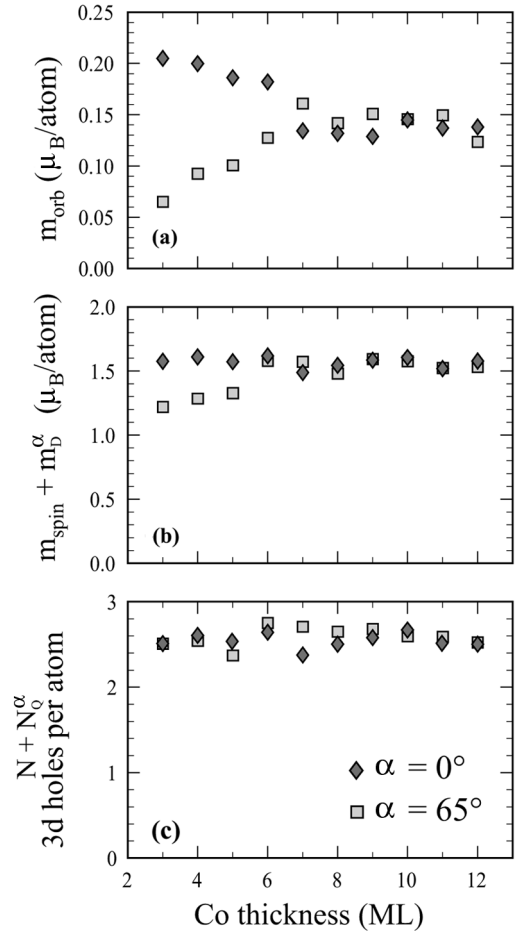 0.25
0.20
0.15
0.10
0.05
0.00
m_orb (μ_B/atom)
(a)
2.0
1.5
1.0
0.5
0.0
m_spin + m_D^α (μ_B/atom)
(b)
3
2
1
0
N + N_Q^α
3d holes per atom
α = 0°
α = 65°
(c)
2 4 6 8 10 12
Co thickness (ML)